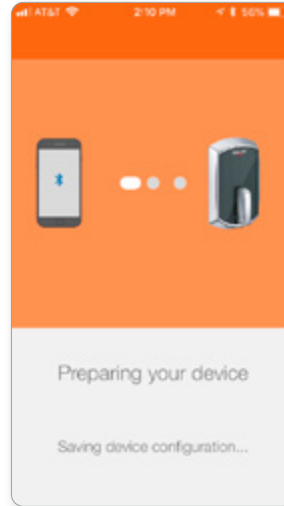 AT&T 2:10 PM 56%
Preparing your device
Saving device configuration...